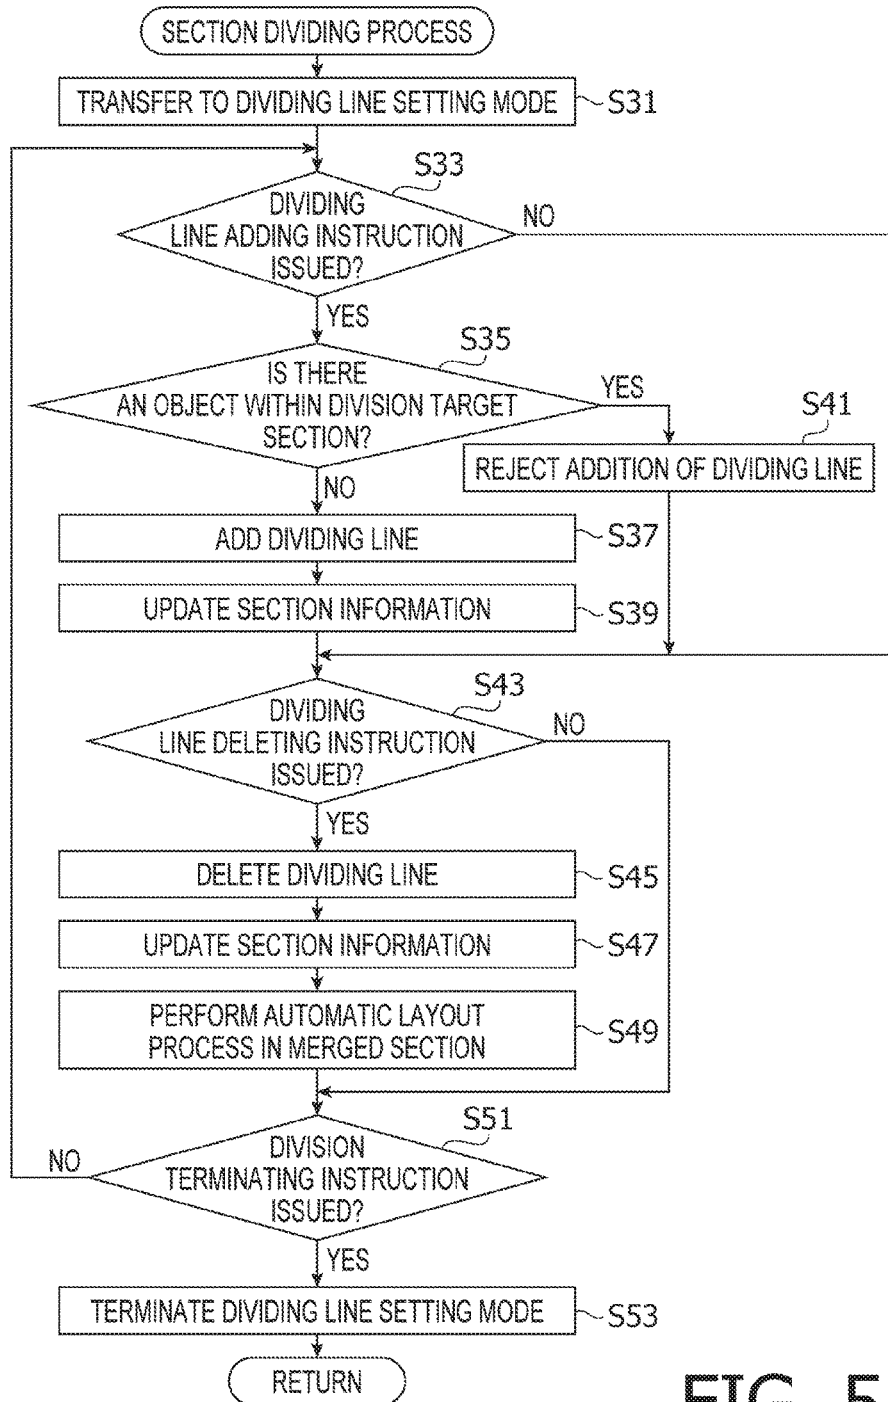 SECTION DIVIDING PROCESS
TRANSFER TO DIVIDING LINE SETTING MODE
S31
S33
DIVIDING
LINE ADDING INSTRUCTION
ISSUED?
NO
YES
S35
IS THERE
AN OBJECT WITHIN DIVISION TARGET
SECTION?
YES
S41
REJECT ADDITION OF DIVIDING LINE
NO
ADD DIVIDING LINE
S37
UPDATE SECTION INFORMATION
S39
S43
DIVIDING
LINE DELETING INSTRUCTION
ISSUED?
NO
YES
DELETE DIVIDING LINE
S45
UPDATE SECTION INFORMATION
S47
PERFORM AUTOMATIC LAYOUT
PROCESS IN MERGED SECTION
S49
S51
DIVISION
TERMINATING INSTRUCTION
ISSUED?
NO
YES
TERMINATE DIVIDING LINE SETTING MODE
S53
RETURN
FIG. 5